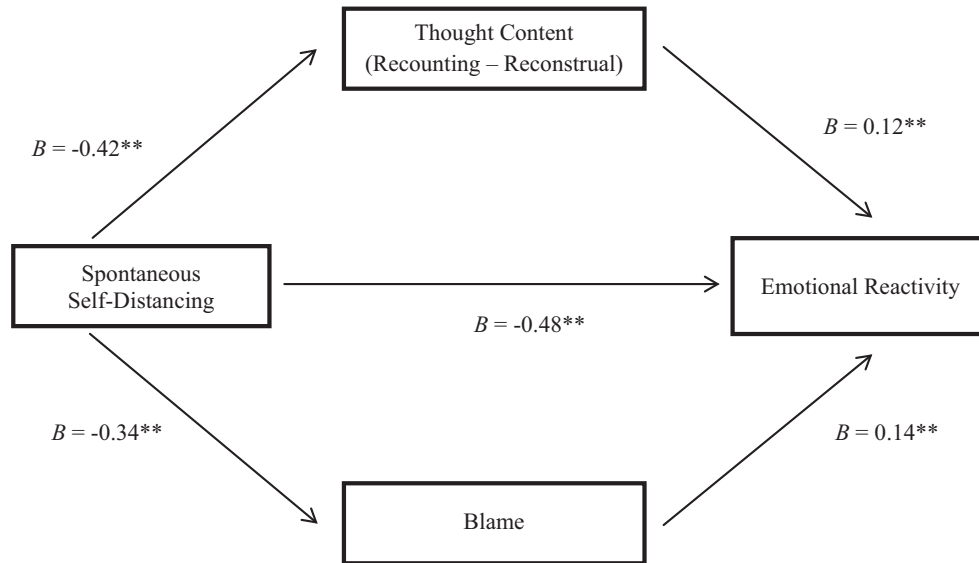 Thought Content
(Recounting – Reconstrual)
B = -0.42**
B = 0.12**
Spontaneous
Self-Distancing
Emotional Reactivity
B = -0.48**
B = -0.34**
B = 0.14**
Blame